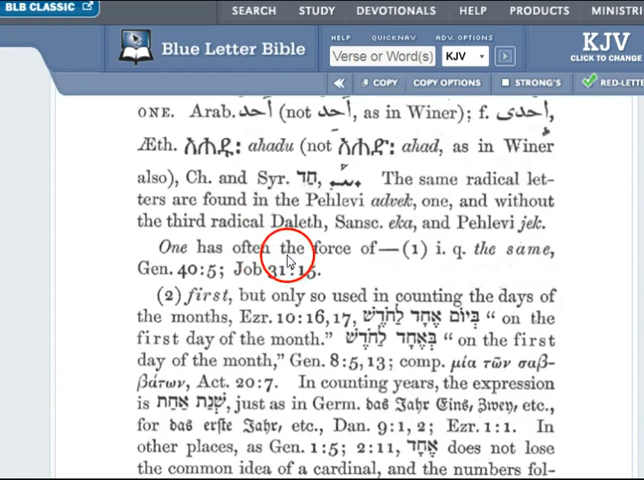 BLB CLASSIC
SEARCH STUDY DEVOTIONALS HELP PRODUCTS MINISTRI
Blue Letter Bible
HELP QUICKNAV ADV. OPTIONS
Verse or Word(s) KJV
KJV
CLICK TO CHANGE
COPY COPY OPTIONS STRONG'S RED-LETTE
ONE. Arab. أَحَد (not أَحِد, as in Winer); f. إِحْدى,
Æth. አሐዱ: ahadu (not አሐድ: ahad, as in Winer
also), Ch. and Syr. חַד, The same radical let-
ters are found in the Pehlevi advek, one, and without
the third radical Daleth, Sansc. eka, and Pehlevi jek.
One has often the force of—(1) i. q. the same,
Gen. 40:5; Job 31:15.
(2) first, but only so used in counting the days of
the months, Ezr. 10:16, 17, בְּיוֹם אֶחָד לַחֹדֶשׁ “ on the
first day of the month.” בְּאֶחָד לַחֹדֶשׁ “ on the first
day of the month,” Gen. 8:5, 13; comp. μία τῶν σαβ-
βάτων, Act. 20:7. In counting years, the expression
is שְׁנַת אַחַת, just as in Germ. das Jahr Eins, Zwey, etc.,
for das erste Jahr, etc., Dan. 9:1, 2; Ezr. 1:1. In
other places, as Gen. 1:5; 2:11, אֶחָד does not lose
the common idea of a cardinal, and the numbers fol-